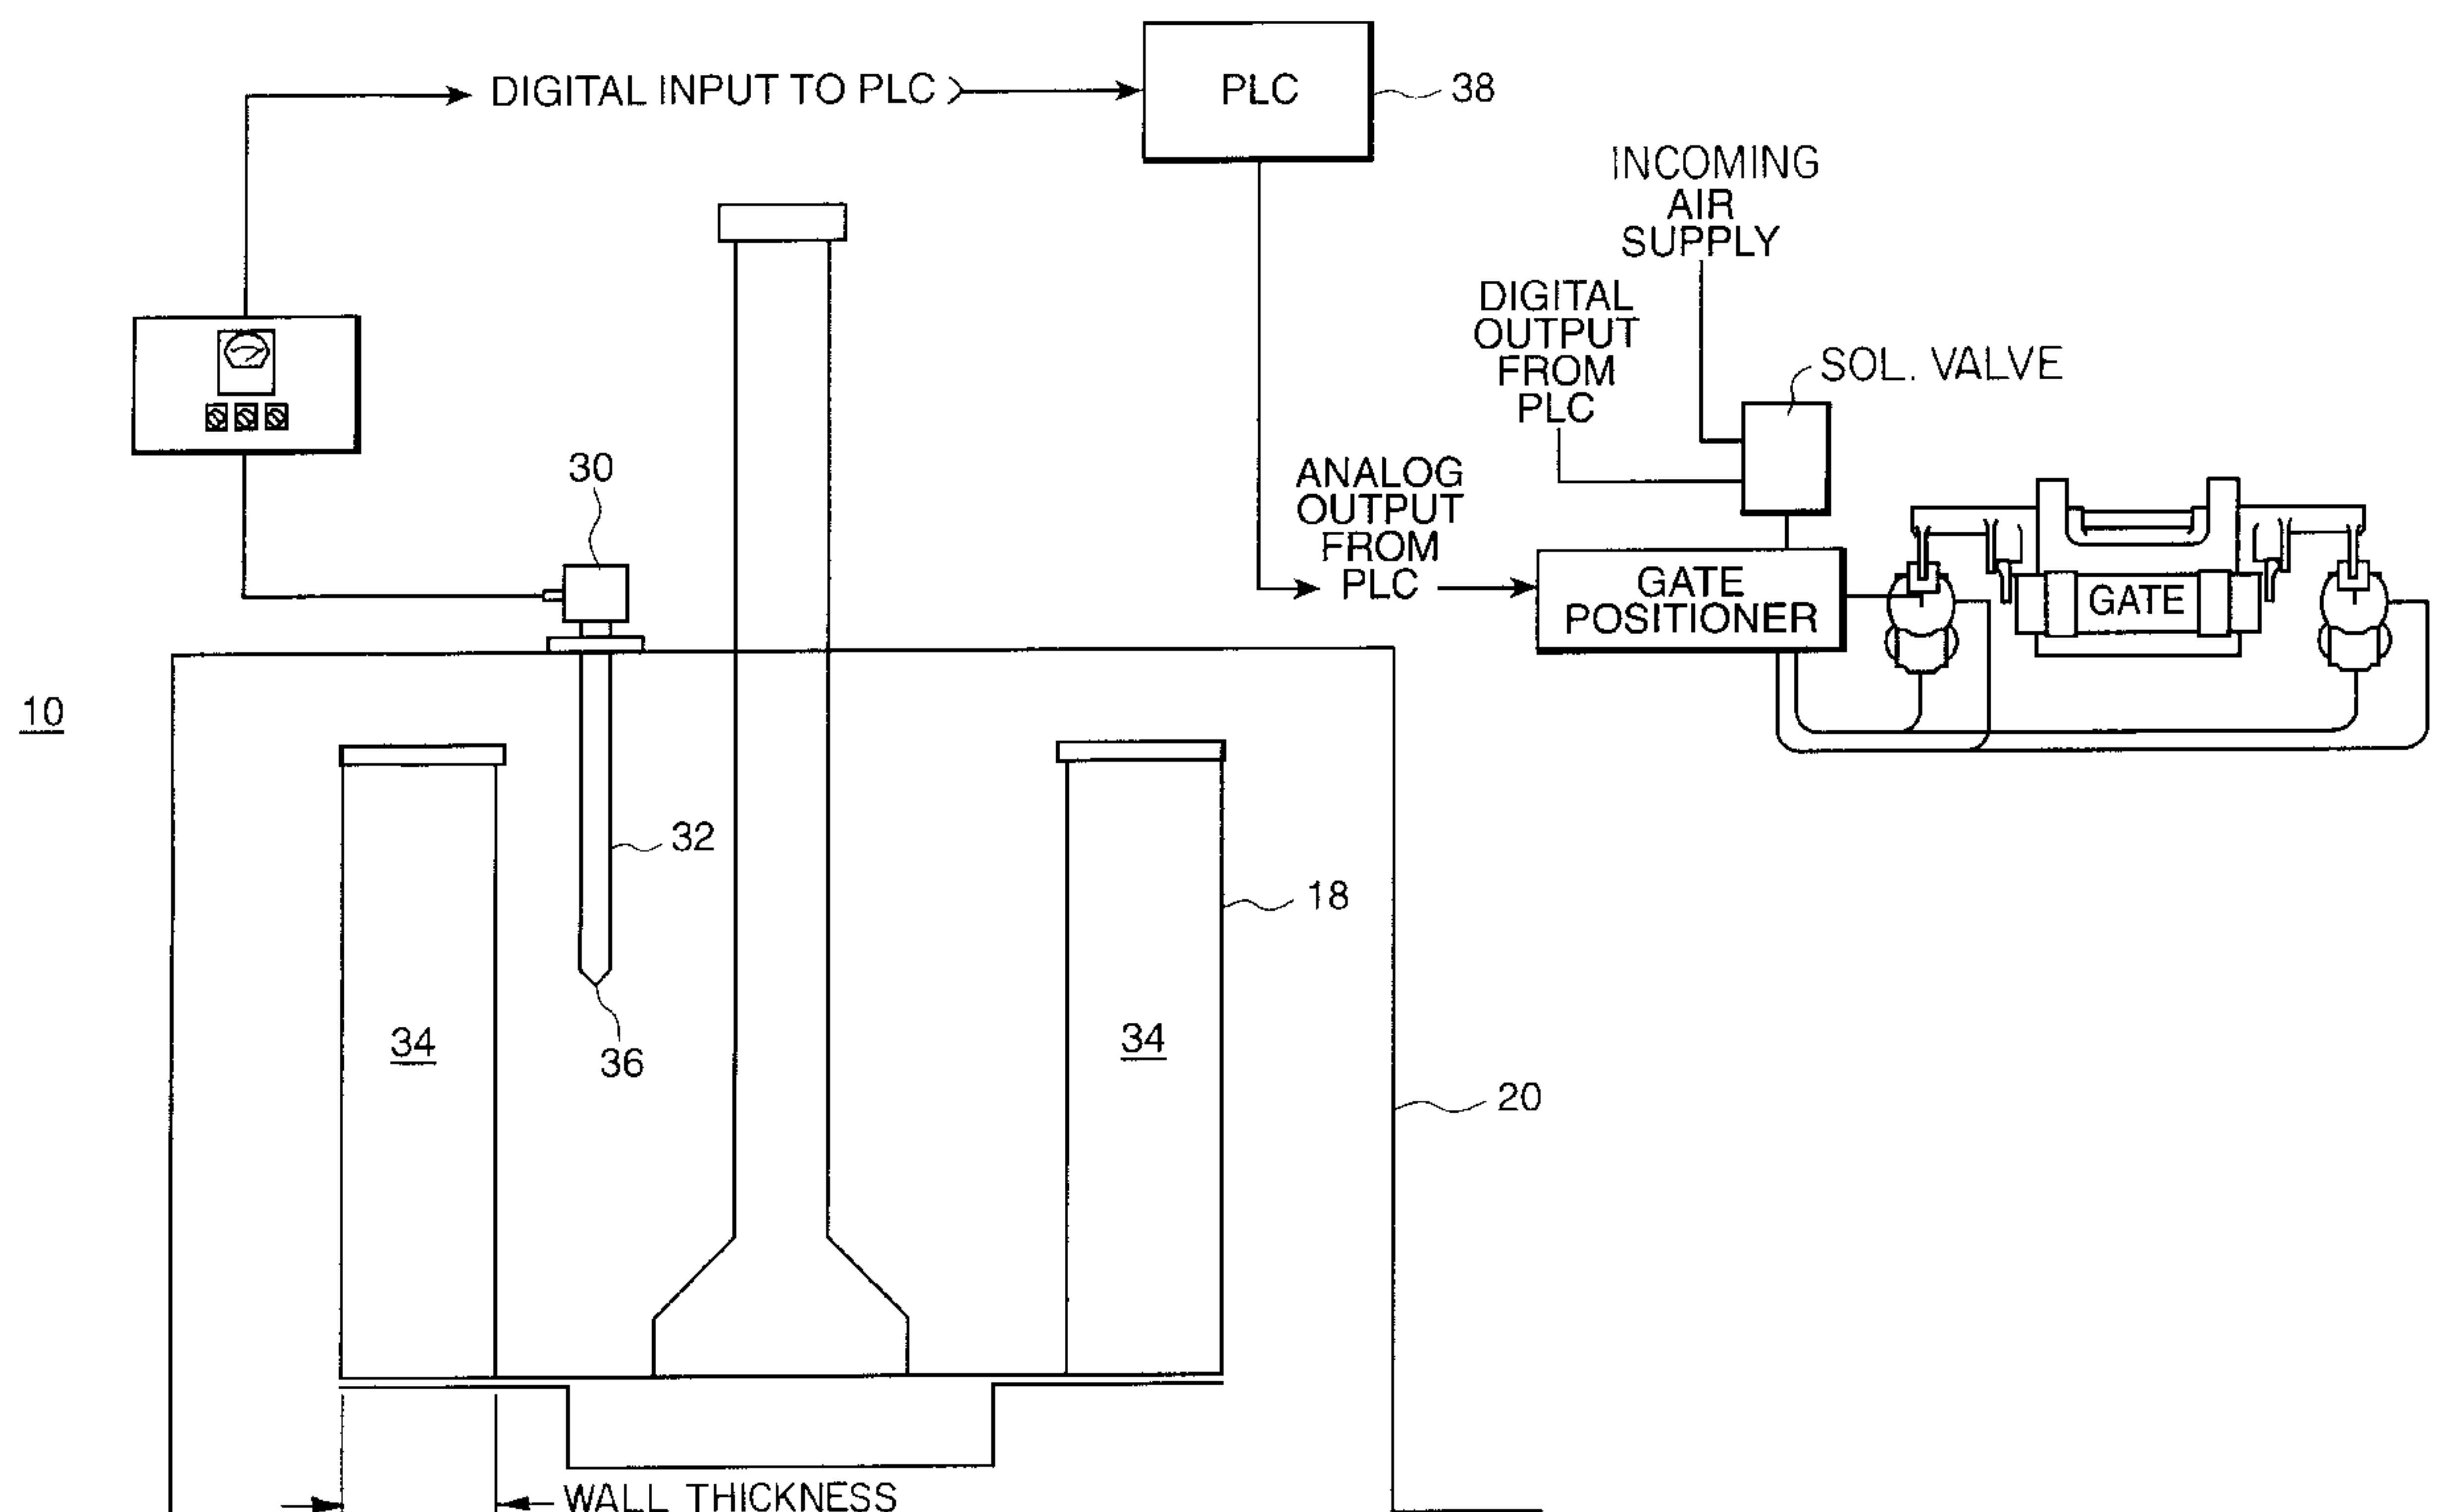 DIGITAL INPUT TO PLC
PLC
38
INCOMING
AIR
SUPPLY
DIGITAL
OUTPUT
FROM
PLC
SOL. VALVE
30
ANALOG
OUTPUT
FROM
PLC
GATE
POSITIONER
GATE
10
32
18
34
36
34
20
WALL THICKNESS